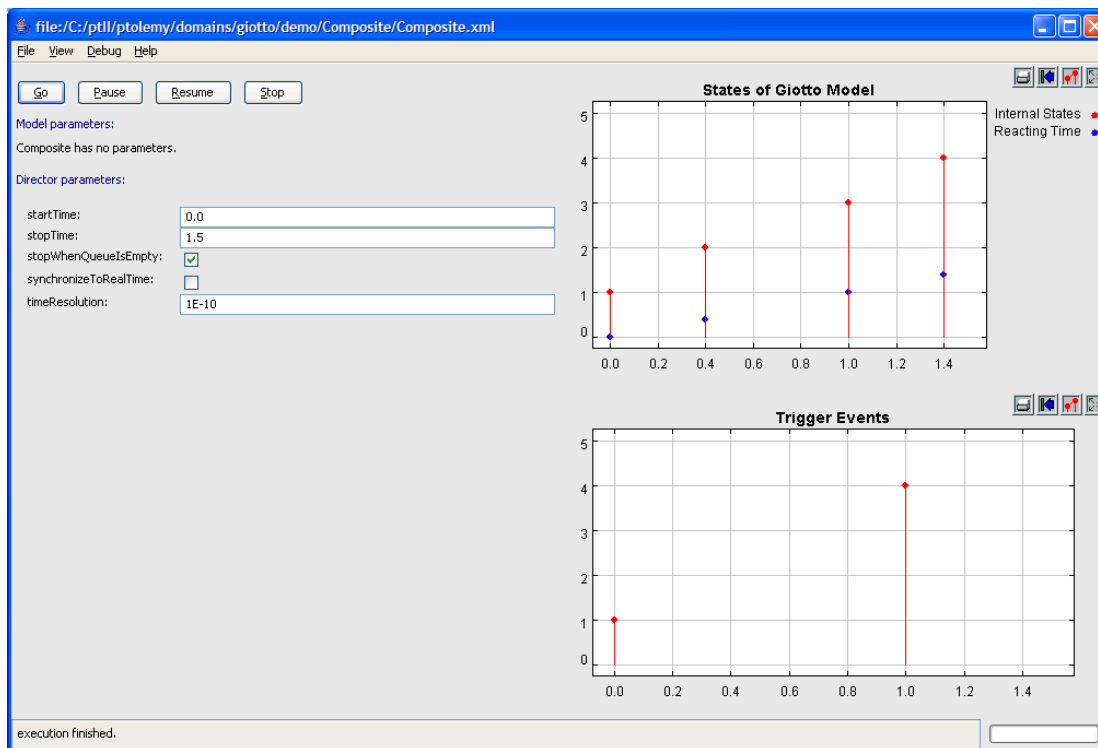 file:/C:/ptII/ptolemy/domains/giotto/demo/Composite/Composite.xml
File View Debug Help
Go Pause Resume Stop
Model parameters:
Composite has no parameters.
Director parameters:
startTime: 0.0
stopTime: 1.5
stopWhenQueueIsEmpty:
synchronizeToRealTime:
timeResolution: 1E-10
States of Giotto Model
Internal States
Reacting Time
5
4
3
2
1
0
0.0 0.2 0.4 0.6 0.8 1.0 1.2 1.4
Trigger Events
5
4
3
2
1
0
0.0 0.2 0.4 0.6 0.8 1.0 1.2 1.4
execution finished.